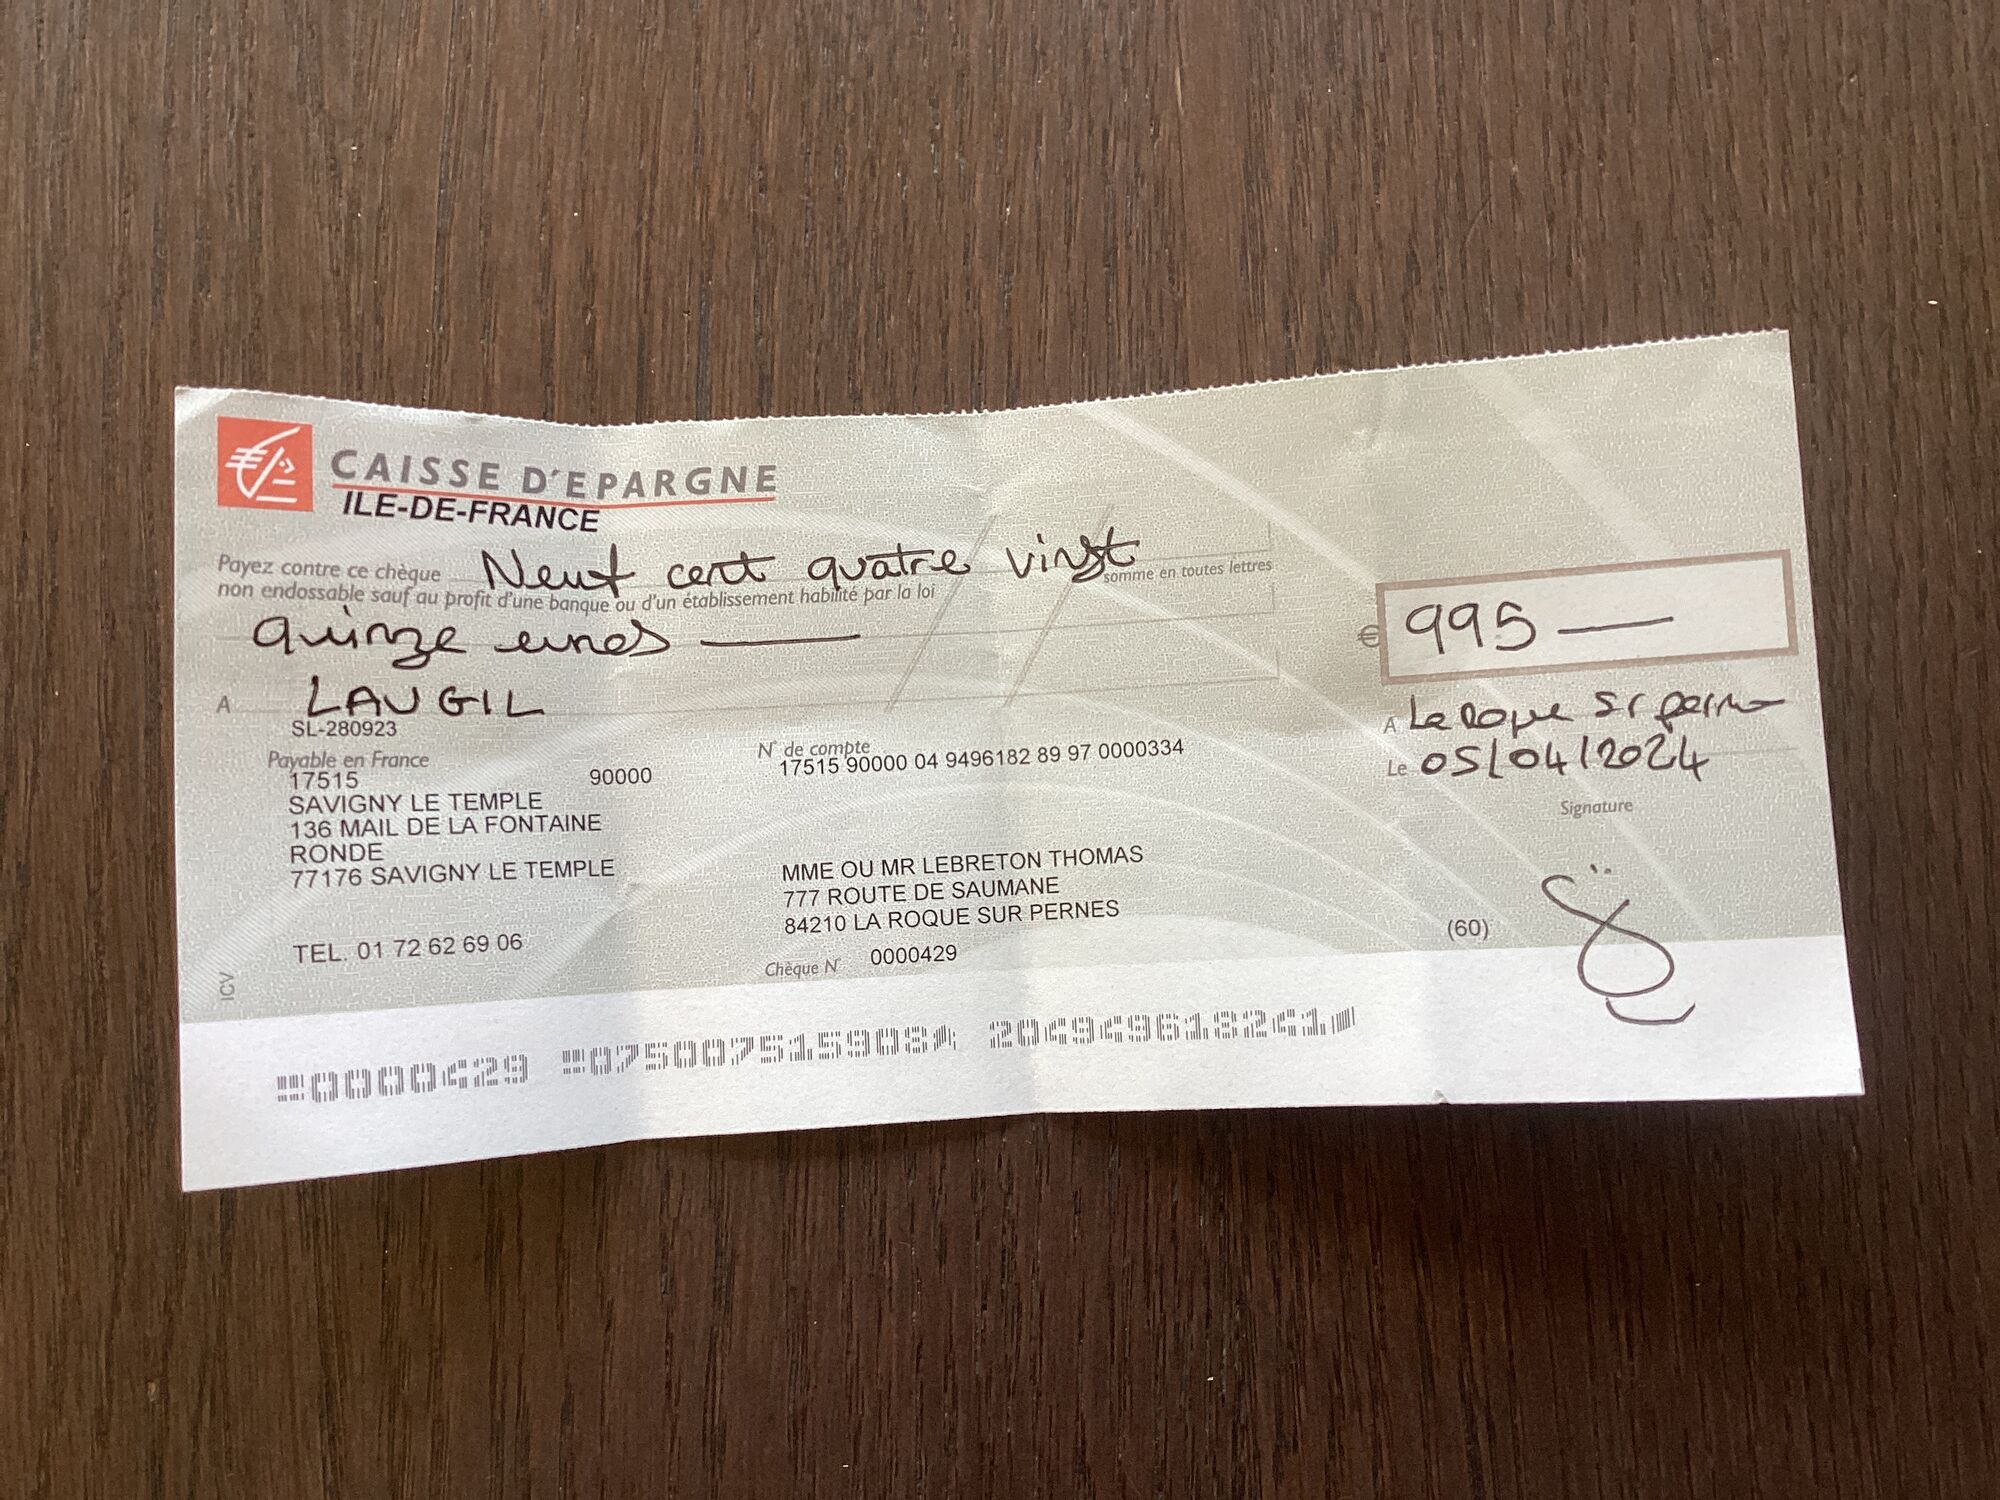 CAISSE D'EPARGNE
ILE-DE-FRANCE
Payez contre ce chèque Neuf cent quatre vingt
non endossable sauf au profit d'une banque ou d'un établissement habilité par la loi
somme en toutes lettres
quinze euros
€ 995
A LAUGIL
SL-280923
A La Roque sr pernes
Le 05/04/2024
Payable en France
17515 90000
SAVIGNY LE TEMPLE
136 MAIL DE LA FONTAINE
RONDE
77176 SAVIGNY LE TEMPLE
TEL. 01 72 62 69 06
N° de compte
17515 90000 04 9496182 89 97 0000334
MME OU MR LEBRETON THOMAS
777 ROUTE DE SAUMANE
84210 LA ROQUE SUR PERNES
Chèque N° 0000429
Signature
(60)
ICV
0000429 075007515908 204949618241